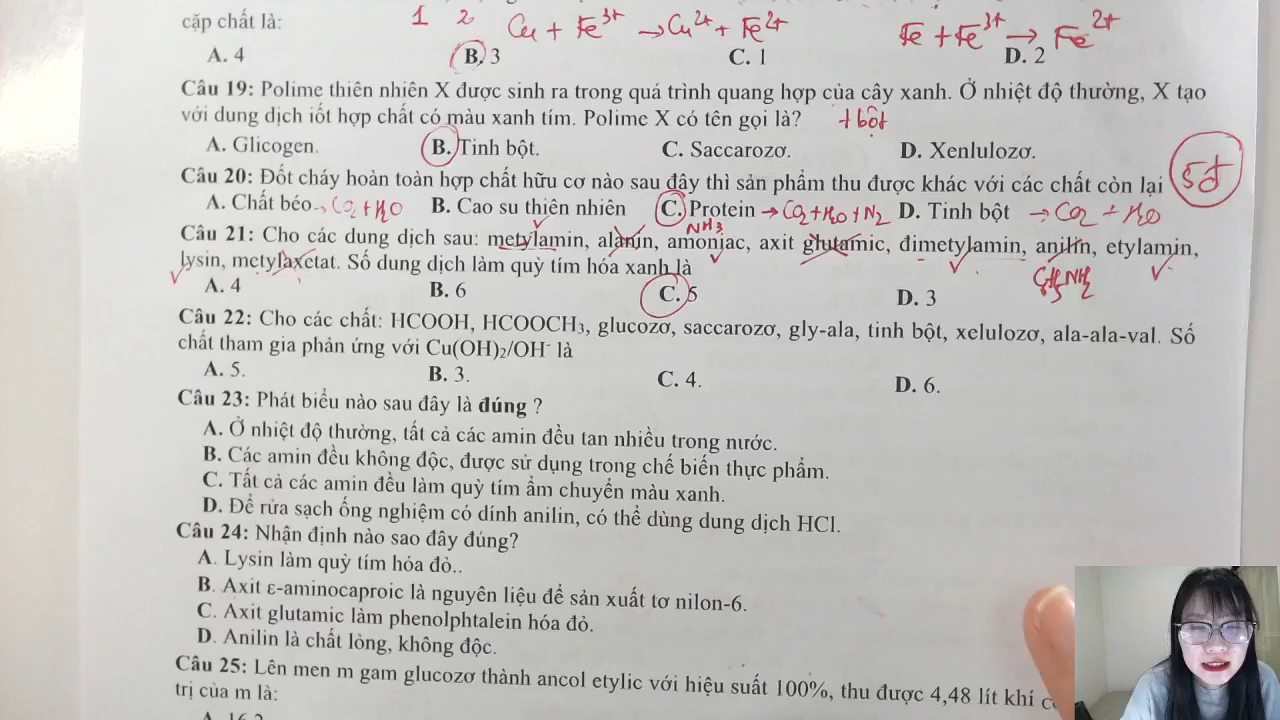 cặp chất là:
1 2 Cu + Fe³⁺ → Cu²⁺ + Fe²⁺ Fe + Fe³⁺ → Fe²⁺
A. 4 B. 3 C. 1 D. 2
Câu 19: Polime thiên nhiên X được sinh ra trong quá trình quang hợp của cây xanh. Ở nhiệt độ thường, X tạo
với dung dịch iốt hợp chất có màu xanh tím. Polime X có tên gọi là? + bột
A. Glicogen. B. Tinh bột. C. Saccarozơ. D. Xenlulozơ.
5đ
Câu 20: Đốt cháy hoàn toàn hợp chất hữu cơ nào sau đây thì sản phẩm thu được khác với các chất còn lại
A. Chất béo → CO₂ + H₂O B. Cao su thiên nhiên C. Protein → CO₂ + H₂O + N₂ D. Tinh bột → CO₂ + H₂O
NH₃
Câu 21: Cho các dung dịch sau: metylamin, alanin, amoniac, axit glutamic, đimetylamin, anilin, etylamin,
lysin, metylaxetat. Số dung dịch làm quỳ tím hóa xanh là
C₆H₅NH₂
A. 4 B. 6 C. 5 D. 3
Câu 22: Cho các chất: HCOOH, HCOOCH₃, glucozơ, saccarozơ, gly-ala, tinh bột, xelulozơ, ala-ala-val. Số
chất tham gia phản ứng với Cu(OH)₂/OH⁻ là
A. 5. B. 3. C. 4. D. 6.
Câu 23: Phát biểu nào sau đây là đúng ?
A. Ở nhiệt độ thường, tất cả các amin đều tan nhiều trong nước.
B. Các amin đều không độc, được sử dụng trong chế biến thực phẩm.
C. Tất cả các amin đều làm quỳ tím ẩm chuyển màu xanh.
D. Để rửa sạch ống nghiệm có dính anilin, có thể dùng dung dịch HCl.
Câu 24: Nhận định nào sao đây đúng?
A. Lysin làm quỳ tím hóa đỏ..
B. Axit ε-aminocaproic là nguyên liệu để sản xuất tơ nilon-6.
C. Axit glutamic làm phenolphtalein hóa đỏ.
D. Anilin là chất lỏng, không độc.
Câu 25: Lên men m gam glucozơ thành ancol etylic với hiệu suất 100%, thu được 4,48 lít khí
trị của m là: